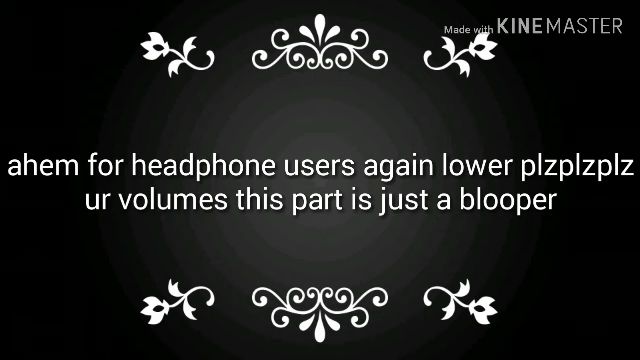 Made with KINEMASTER
ahem for headphone users again lower plzplzplz
ur volumes this part is just a blooper